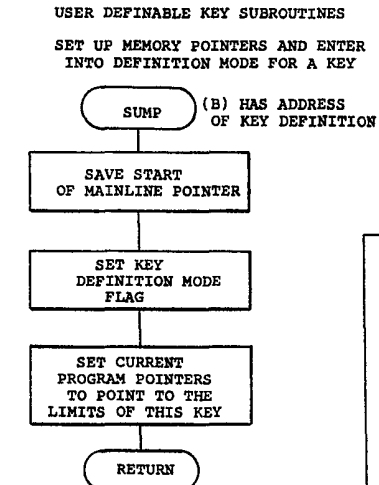 USER DEFINABLE KEY SUBROUTINES
SET UP MEMORY POINTERS AND ENTER
INTO DEFINITION MODE FOR A KEY
SUMP
(B) HAS ADDRESS
OF KEY DEFINITION
SAVE START
OF MAINLINE POINTER
SET KEY
DEFINITION MODE
FLAG
SET CURRENT
PROGRAM POINTERS
TO POINT TO THE
LIMITS OF THIS KEY
RETURN